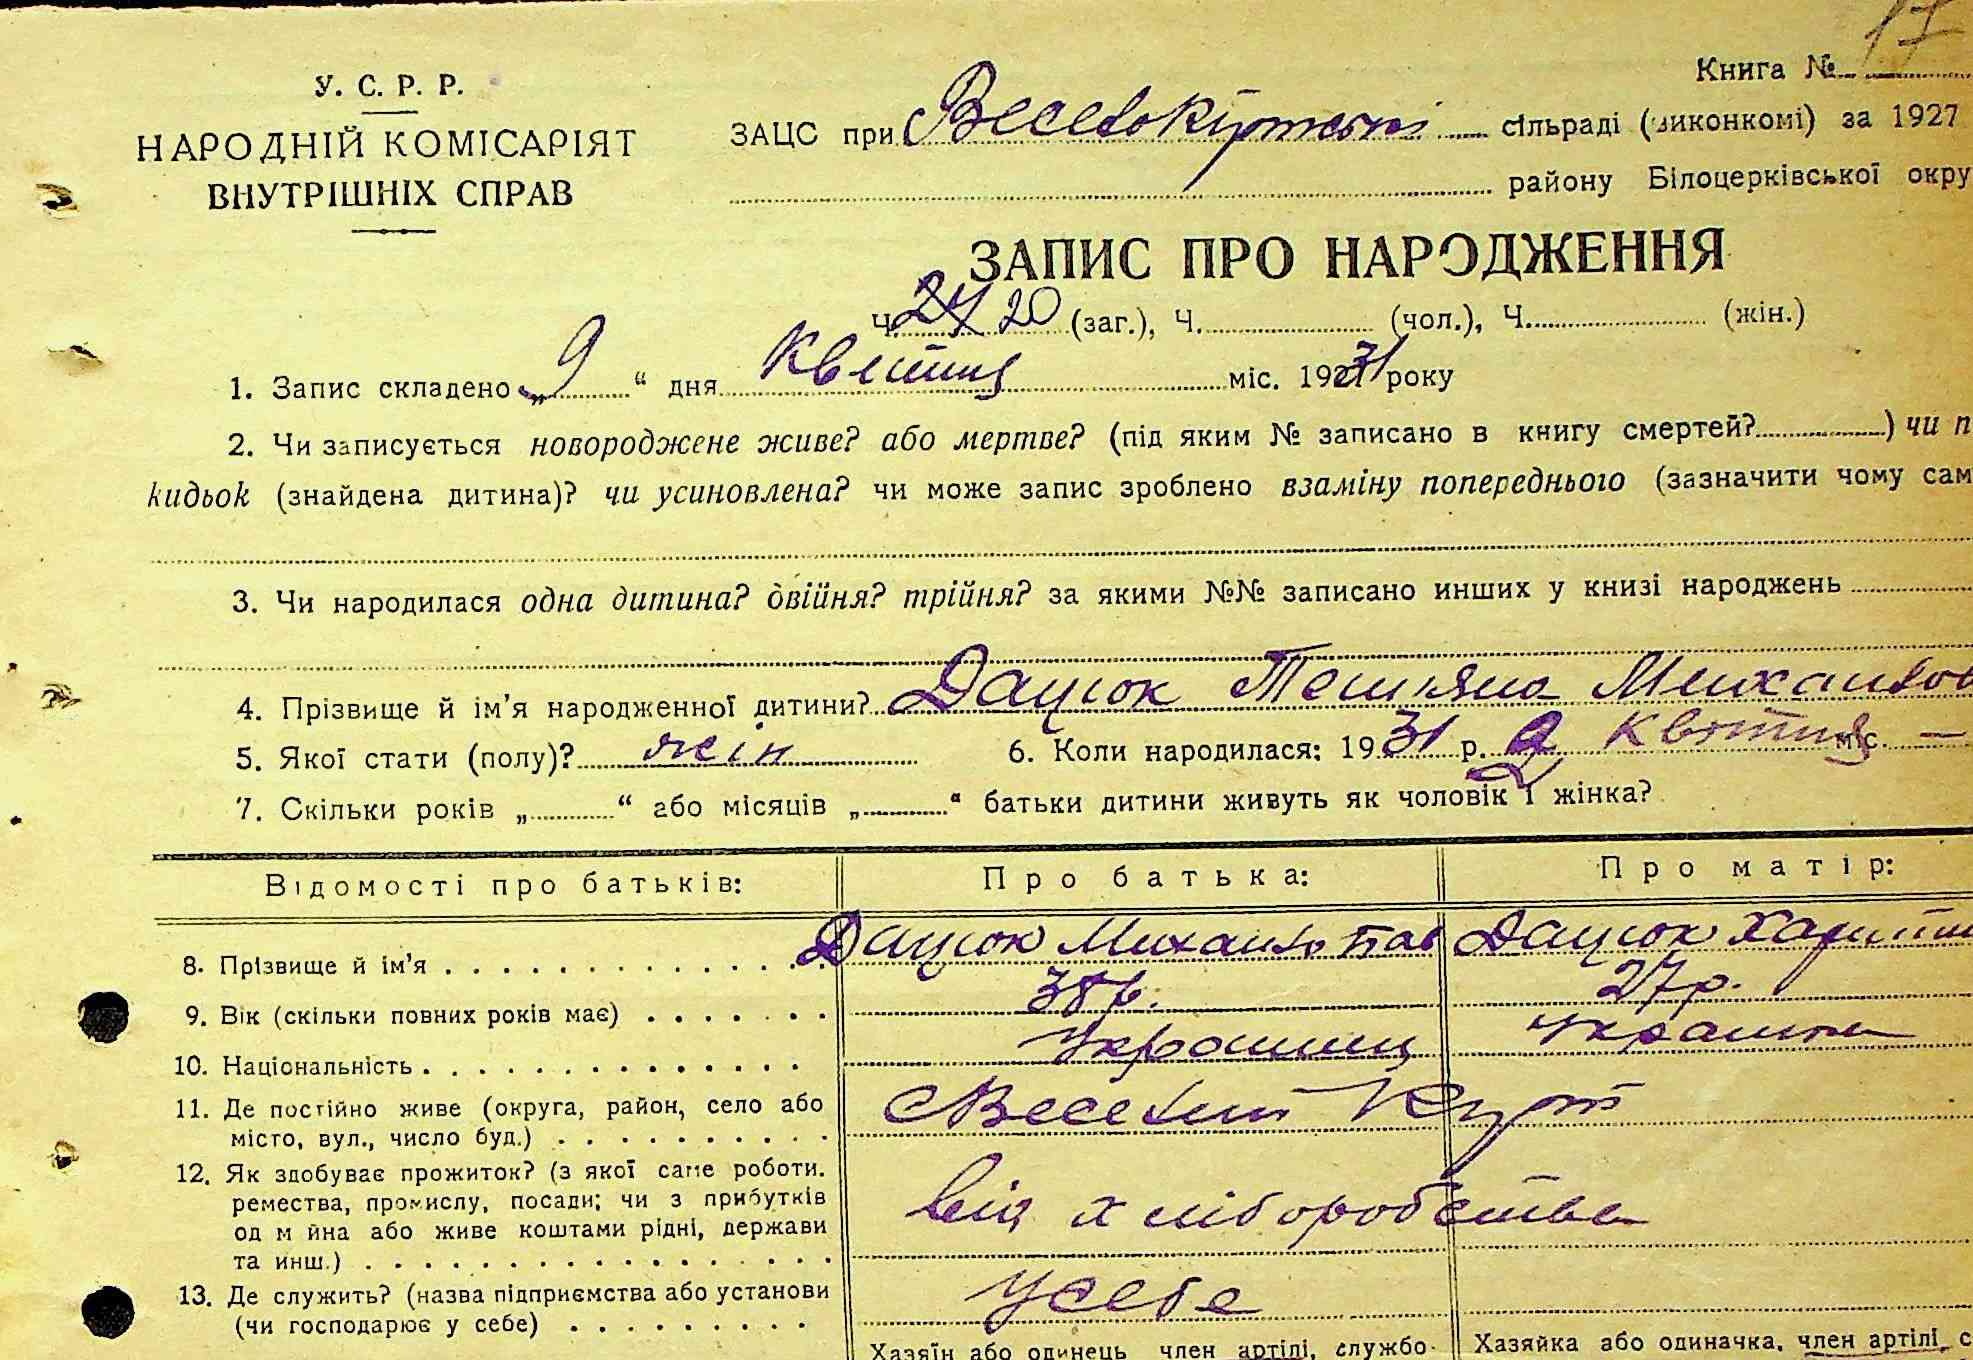 17
У. С. Р. Р.
Книга №
НАРОДНІЙ КОМІСАРІЯТ
ВНУТРІШНІХ СПРАВ
ЗАЦС при Веселокутській сільраді (виконкомі) за 1927
району Білоцерківської окру
ЗАПИС ПРО НАРОДЖЕННЯ
Ч. 20 (заг.), Ч. (чол.), Ч. (жін.)
1. Запис складено „9“ дня Квітня міс. 1931 року
2. Чи записується новороджене живе? або мертве? (під яким № записано в книгу смертей?) чи п
кидьок (знайдена дитина)? чи усиновлена? чи може запис зроблено взаміну попереднього (зазначити чому сам
3. Чи народилася одна дитина? двійня? трійня? за якими №№ записано инших у книзі народжень
4. Прізвище й ім’я народженної дитини? Дацюк Тетяна Михайлов
5. Якої стати (полу)? жін 6. Коли народилася: 1931 р. 2 Квітня міс. —
7. Скільки років „ “ або місяців „ “ батьки дитини живуть як чоловік і жінка?
Відомості про батьків: Про батька: Про матір:
8. Прізвище й ім’я Дацюк Михайло Пав Дацюк Харити
9. Вік (скільки повних років має) 38р. 27р.
10. Національність Українец Українка
11. Де постійно живе (округа, район, село або
місто, вул., число буд.) Веселий Кут
12. Як здобуває прожиток? (з якої саме роботи.
ремества, промислу, посади; чи з прибутків
од м йна або живе коштами рідні, держави
та инш.) від хліборобства
13. Де служить? (назва підприємства або установи
(чи господарює у себе) у себе
Хазяїн або одинець член артілі, службо-
Хазяйка або одиначка, член артілі, с